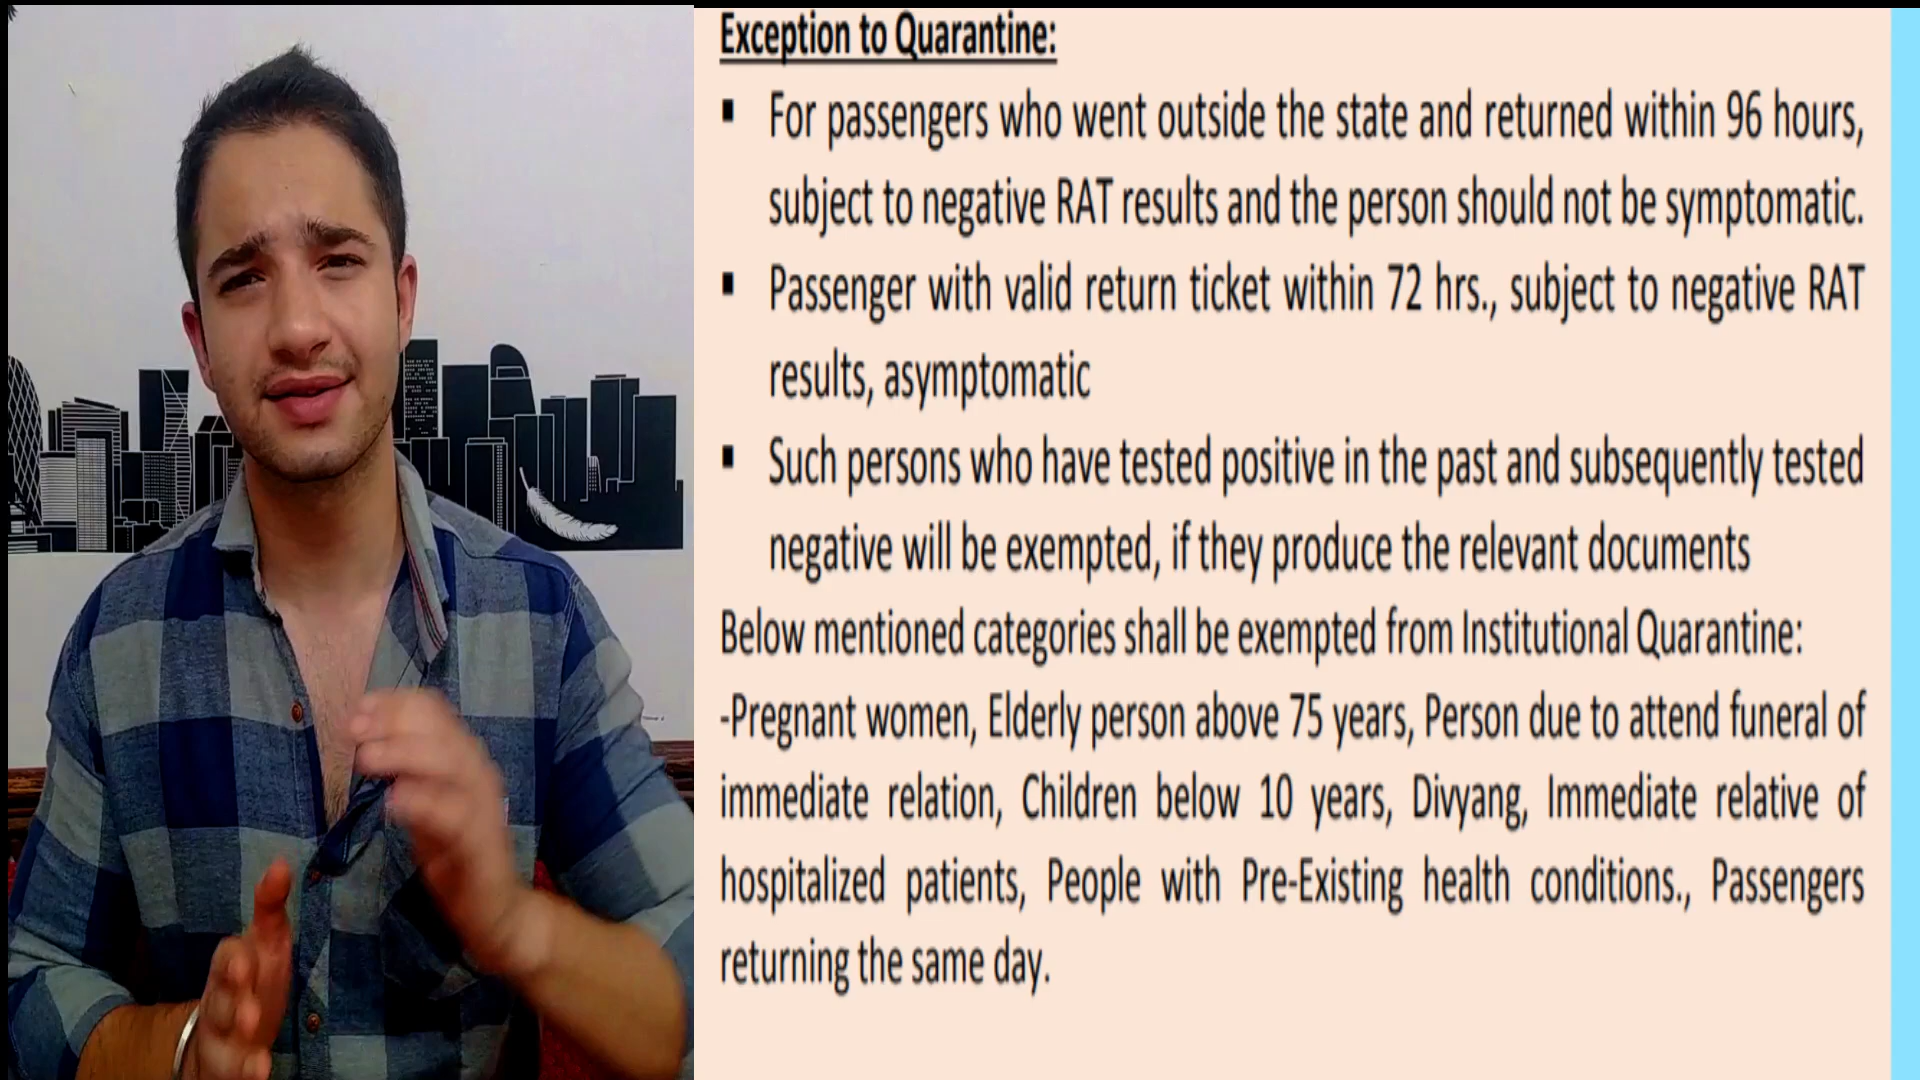 Exception to Quarantine:
▪ For passengers who went outside the state and returned within 96 hours,
subject to negative RAT results and the person should not be symptomatic.
▪ Passenger with valid return ticket within 72 hrs., subject to negative RAT
results, asymptomatic
▪ Such persons who have tested positive in the past and subsequently tested
negative will be exempted, if they produce the relevant documents
Below mentioned categories shall be exempted from Institutional Quarantine:
-Pregnant women, Elderly person above 75 years, Person due to attend funeral of
immediate relation, Children below 10 years, Divyang, Immediate relative of
hospitalized patients, People with Pre-Existing health conditions., Passengers
returning the same day.